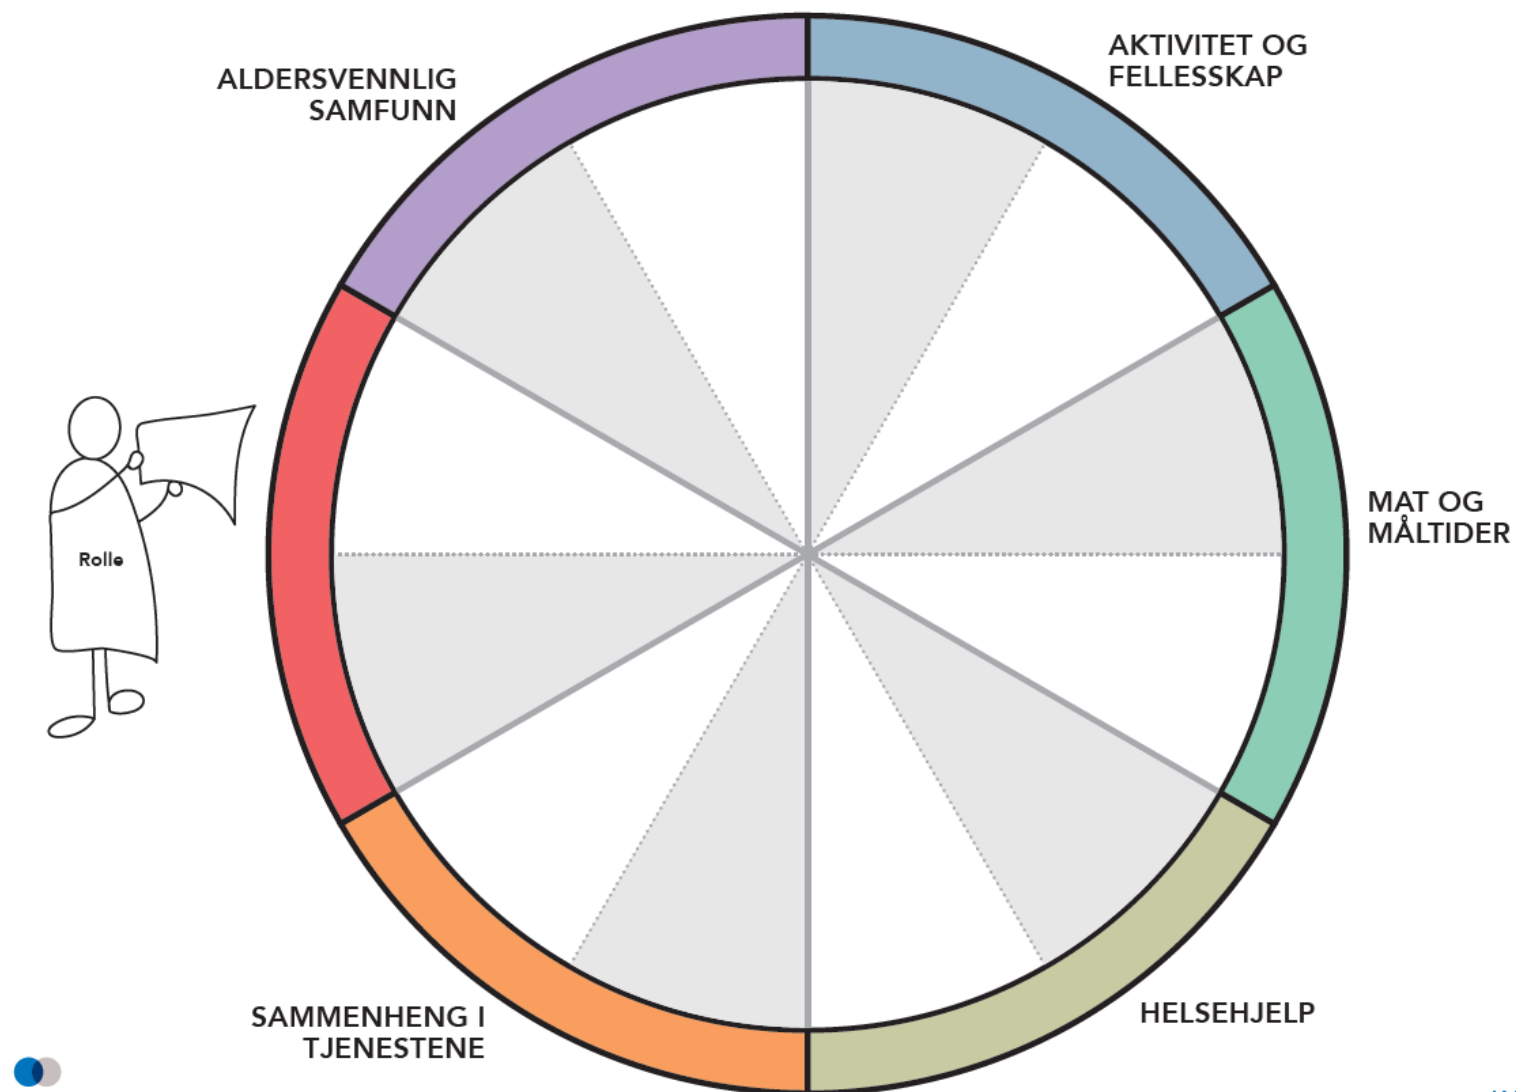 ALDERSVENNLIG
SAMFUNN
AKTIVITET OG
FELLESSKAP
MAT OG
MÅLTIDER
Rolle
SAMMENHENG I
TJENESTENE
HELSEHJELP